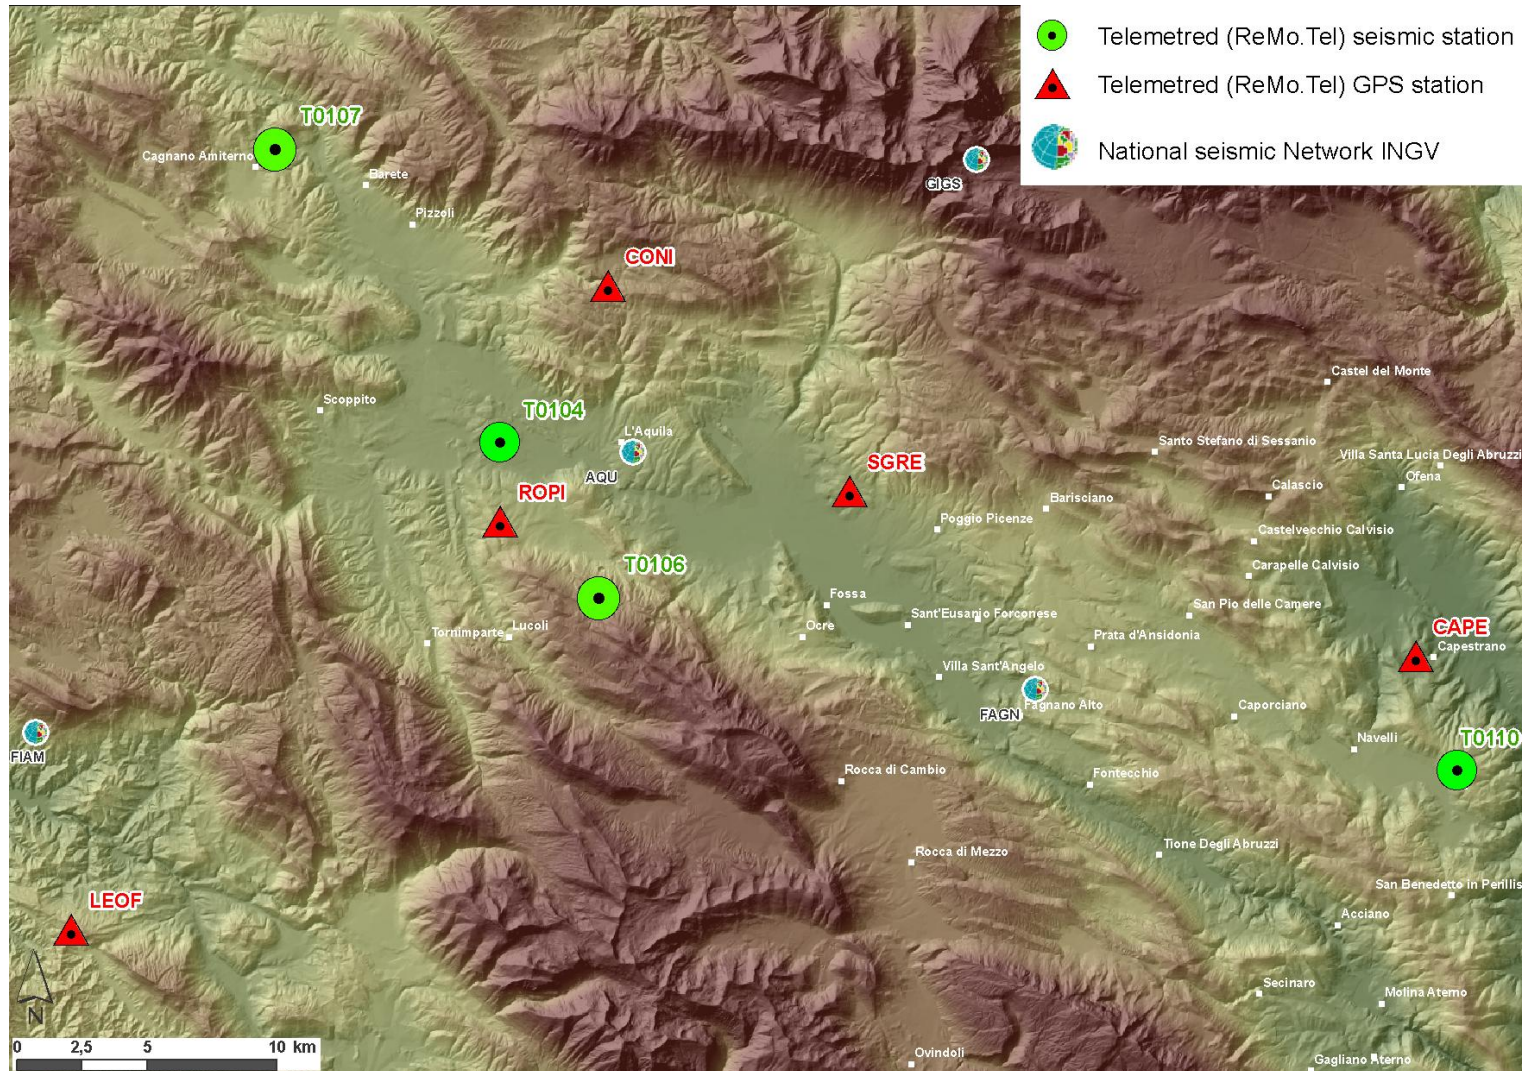 Telemetred (ReMo.Tel) seismic station
Telemetred (ReMo.Tel) GPS station
National seismic Network INGV
T0107
Cagnano Amiterno
Barete
GIGS
Pizzoli
CONI
Castel del Monte
Scoppito
T0104
L'Aquila
Santo Stefano di Sessanio
Villa Santa Lucia Degli Abruzzi
SGRE
AQU
Ofena
Calascio
ROPI
Barisciano
Poggio Picenze
Castelvecchio Calvisio
T0106
Carapelle Calvisio
Fossa
San Pio delle Camere
Sant'Eusanio Forconese
Ocre
CAPE
Tornimparte
Lucoli
Prata d'Ansidonia
Capestrano
Villa Sant'Angelo
Fagnano Alto
FAGN
Caporciano
Navelli
T0110
FIAM
Rocca di Cambio
Fontecchio
Tione Degli Abruzzi
Rocca di Mezzo
San Benedetto in Perillis
LEOF
Acciano
Secinaro
Molina Aterno
N
0 2,5 5 10 km
Ovindoli
Gagliano Aterno